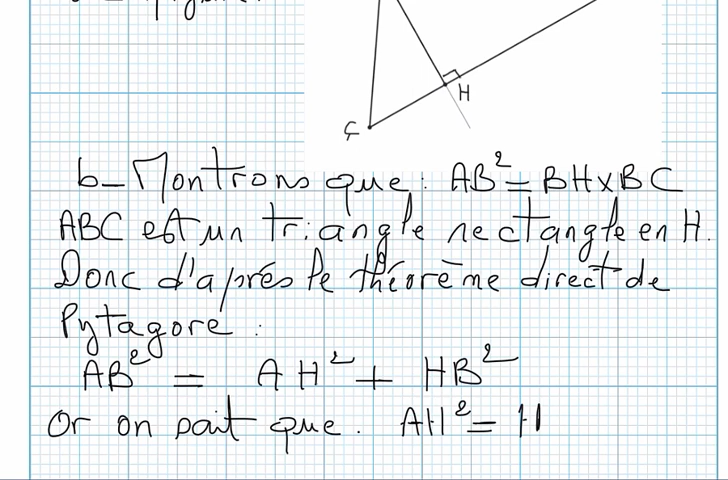 H
C
b- Montrons que : AB² = BH×BC
ABC est un triangle rectangle en H.
Donc d'après le théorème direct de
Pytagore :
AB² = AH² + HB²
Or on sait que . AH² = H